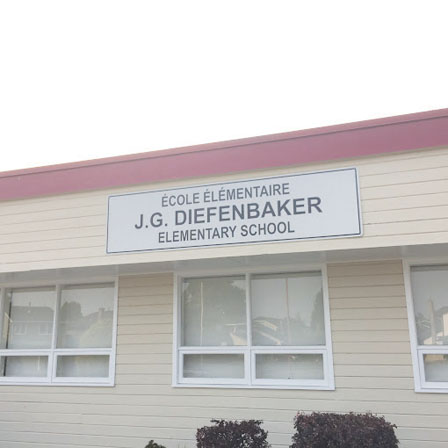 ÉCOLE ÉLÉMENTAIRE
J.G. DIEFENBAKER
ELEMENTARY SCHOOL